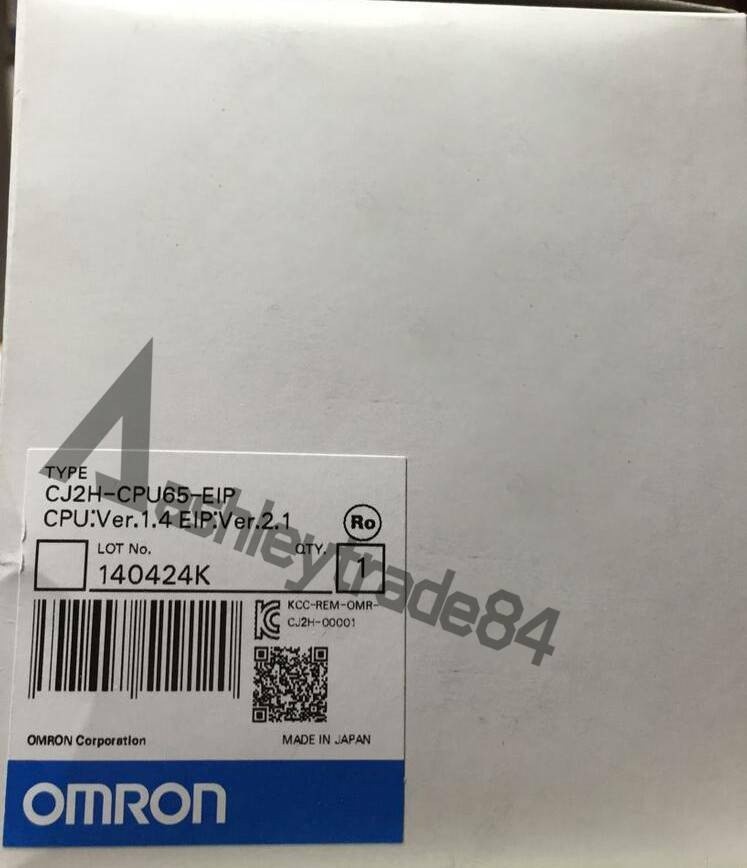 TYPE
CJ2H-CPU65-EIP
CPU:Ver.1.4 EIP:Ver.2.1
Ro
LOT No.
QTY.
140424K
1
KCC-REM-OMR-
CJ2H-00001
OMRON Corporation
MADE IN JAPAN
OMRON
Aashleytrade84